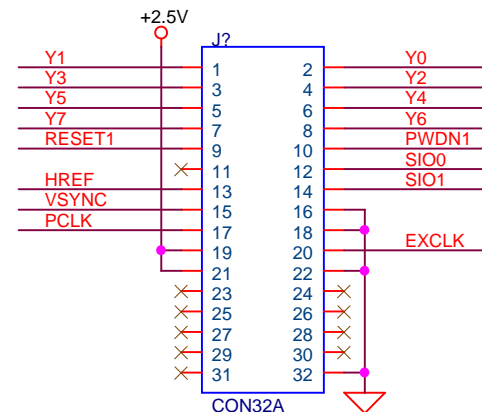 +2.5V
J?
Y1 1 2 Y0
Y3 3 4 Y2
Y5 5 6 Y4
Y7 7 8 Y6
RESET1 9 10 PWDN1
11 12 SIO0
HREF 13 14 SIO1
VSYNC 15 16
PCLK 17 18
19 20 EXCLK
21 22
23 24
25 26
27 28
29 30
31 32
CON32A